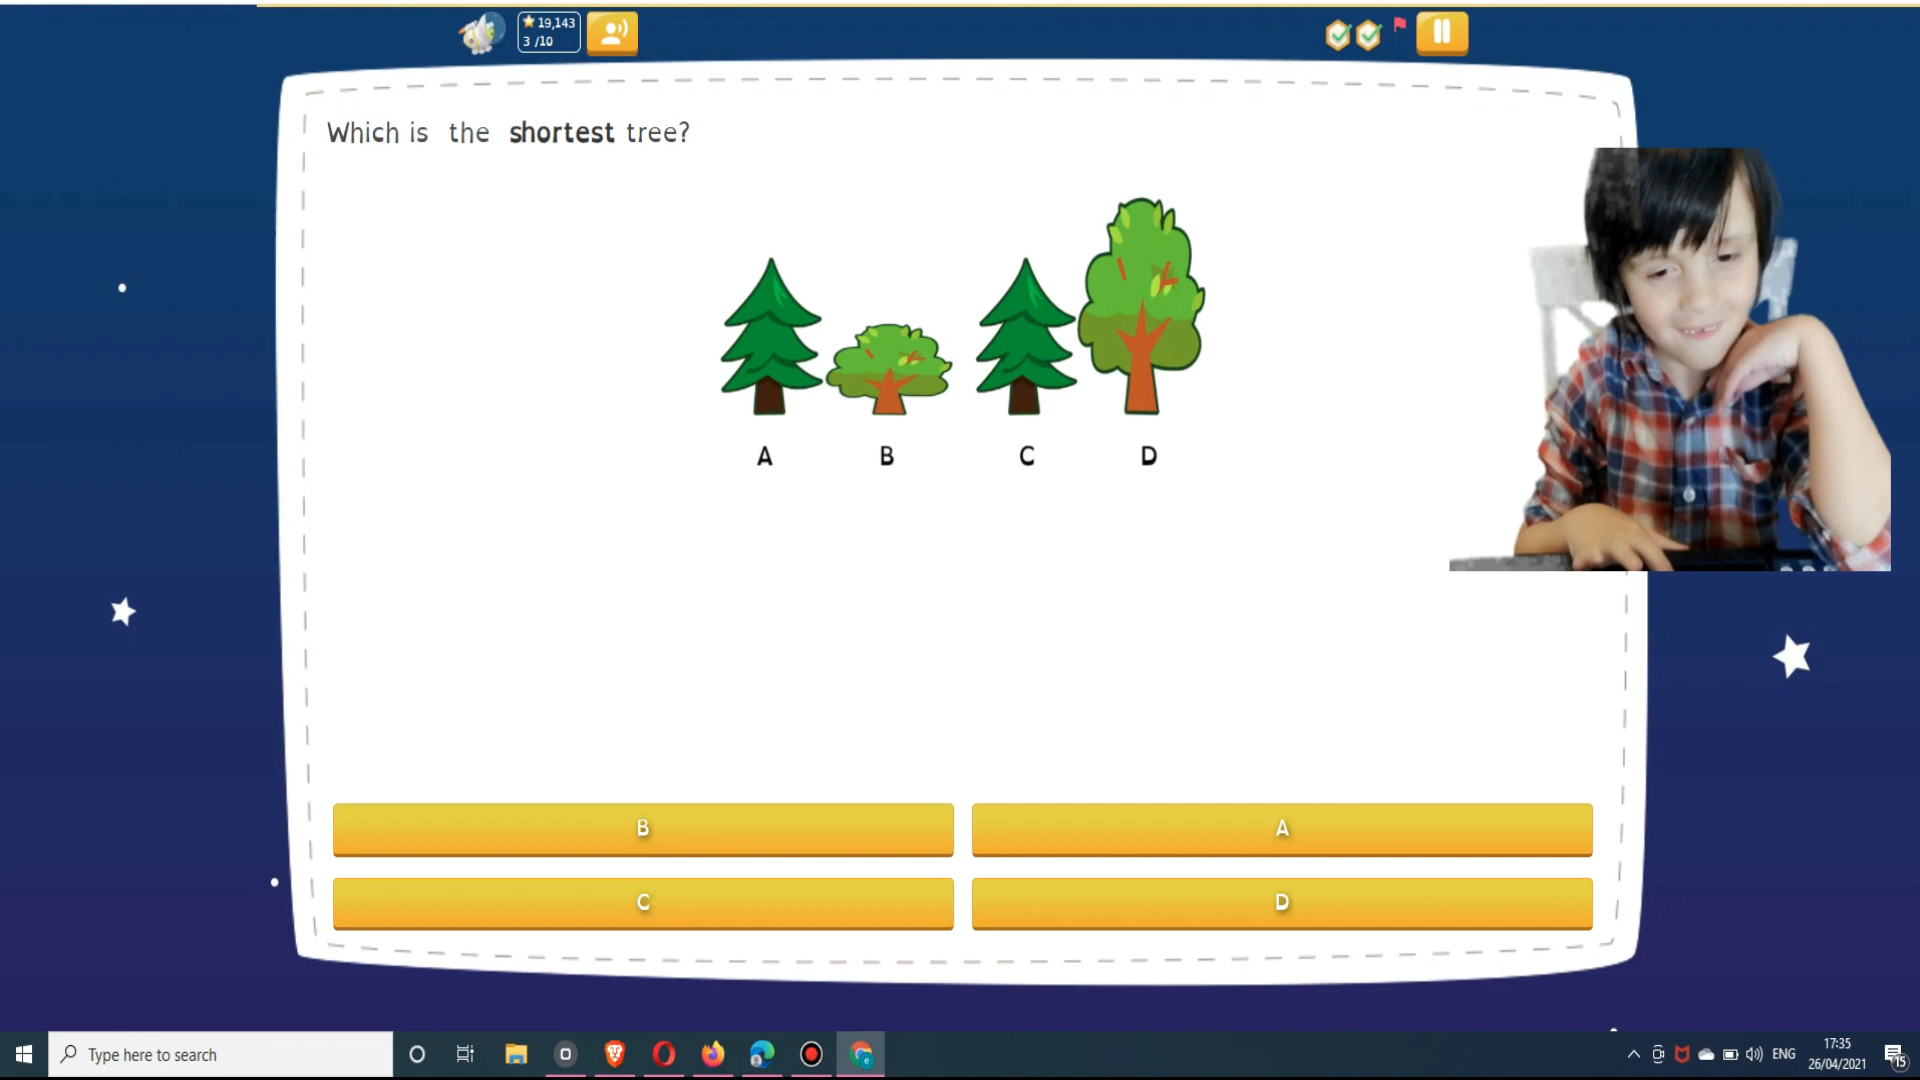 19,143
3 /10
Which is the shortest tree?
A B C D
B
A
C
D
Type here to search
ENG
17:35
26/04/2021
15